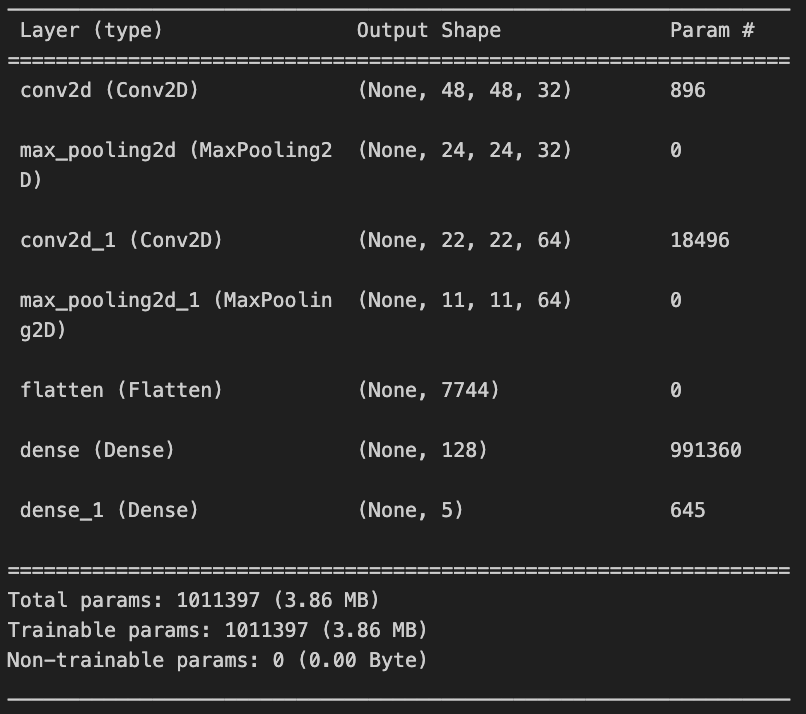 Layer (type) Output Shape Param #
=================================================================
conv2d (Conv2D) (None, 48, 48, 32) 896
max_pooling2d (MaxPooling2 (None, 24, 24, 32) 0
D)
conv2d_1 (Conv2D) (None, 22, 22, 64) 18496
max_pooling2d_1 (MaxPoolin (None, 11, 11, 64) 0
g2D)
flatten (Flatten) (None, 7744) 0
dense (Dense) (None, 128) 991360
dense_1 (Dense) (None, 5) 645
=================================================================
Total params: 1011397 (3.86 MB)
Trainable params: 1011397 (3.86 MB)
Non-trainable params: 0 (0.00 Byte)